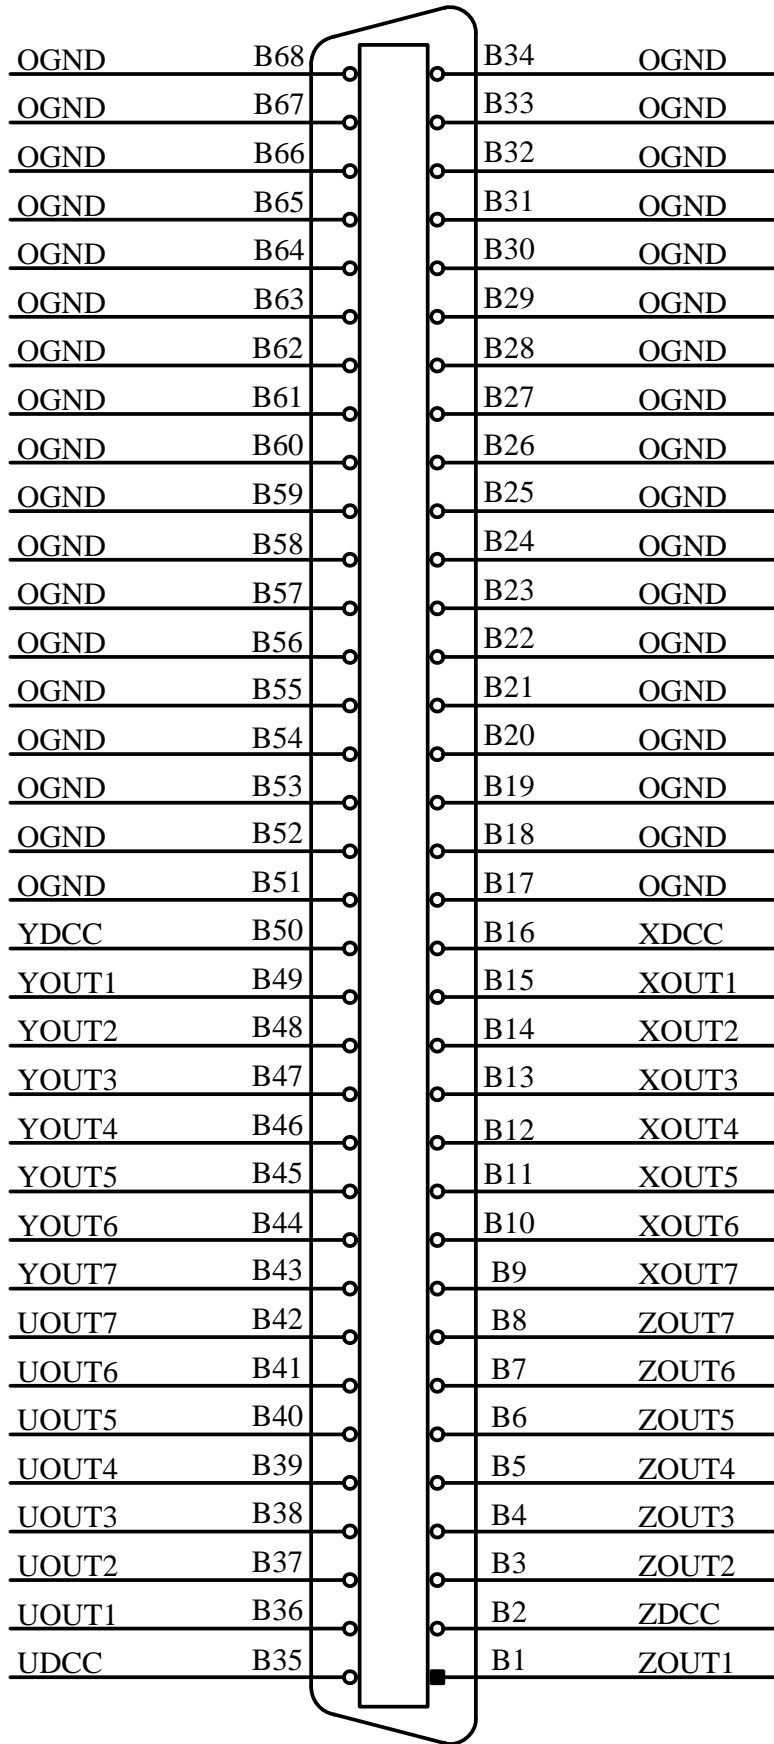 OGND B68 B34 OGND
OGND B67 B33 OGND
OGND B66 B32 OGND
OGND B65 B31 OGND
OGND B64 B30 OGND
OGND B63 B29 OGND
OGND B62 B28 OGND
OGND B61 B27 OGND
OGND B60 B26 OGND
OGND B59 B25 OGND
OGND B58 B24 OGND
OGND B57 B23 OGND
OGND B56 B22 OGND
OGND B55 B21 OGND
OGND B54 B20 OGND
OGND B53 B19 OGND
OGND B52 B18 OGND
OGND B51 B17 OGND
YDCC B50 B16 XDCC
YOUT1 B49 B15 XOUT1
YOUT2 B48 B14 XOUT2
YOUT3 B47 B13 XOUT3
YOUT4 B46 B12 XOUT4
YOUT5 B45 B11 XOUT5
YOUT6 B44 B10 XOUT6
YOUT7 B43 B9 XOUT7
UOUT7 B42 B8 ZOUT7
UOUT6 B41 B7 ZOUT6
UOUT5 B40 B6 ZOUT5
UOUT4 B39 B5 ZOUT4
UOUT3 B38 B4 ZOUT3
UOUT2 B37 B3 ZOUT2
UOUT1 B36 B2 ZDCC
UDCC B35 B1 ZOUT1